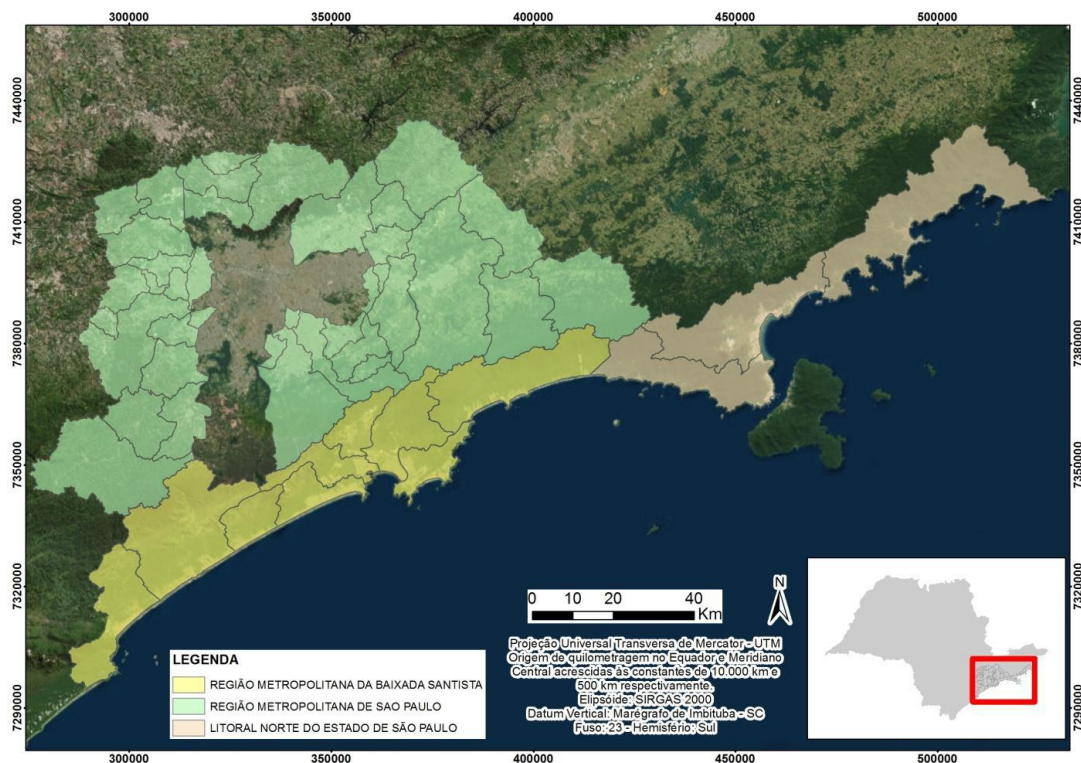 300000 350000 400000 450000 500000
7440000 7440000
7410000 7410000
7380000 7380000
7350000 7350000
7320000 7320000
7290000 7290000
N
0 10 20 40
Km
Projeção Universal Transversa de Mercator - UTM
Origem de quilometragem no Equador e Meridiano
Central acrescidas às constantes de 10.000 km e
500 km respectivamente.
Elipsóide: SIRGAS 2000
Datum Vertical: Marégrafo de Imbituba - SC
Fuso: 23 - Hemisfério: Sul
LEGENDA
REGIÃO METROPOLITANA DA BAIXADA SANTISTA
REGIÃO METROPOLITANA DE SAO PAULO
LITORAL NORTE DO ESTADO DE SÃO PAULO
300000 350000 400000 450000 500000